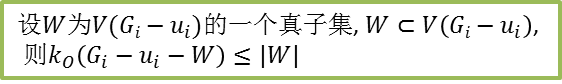 设W为V(Gᵢ − uᵢ)的一个真子集, W ⊂ V(Gᵢ − uᵢ),
则k_O(Gᵢ − uᵢ − W) ≤ |W|